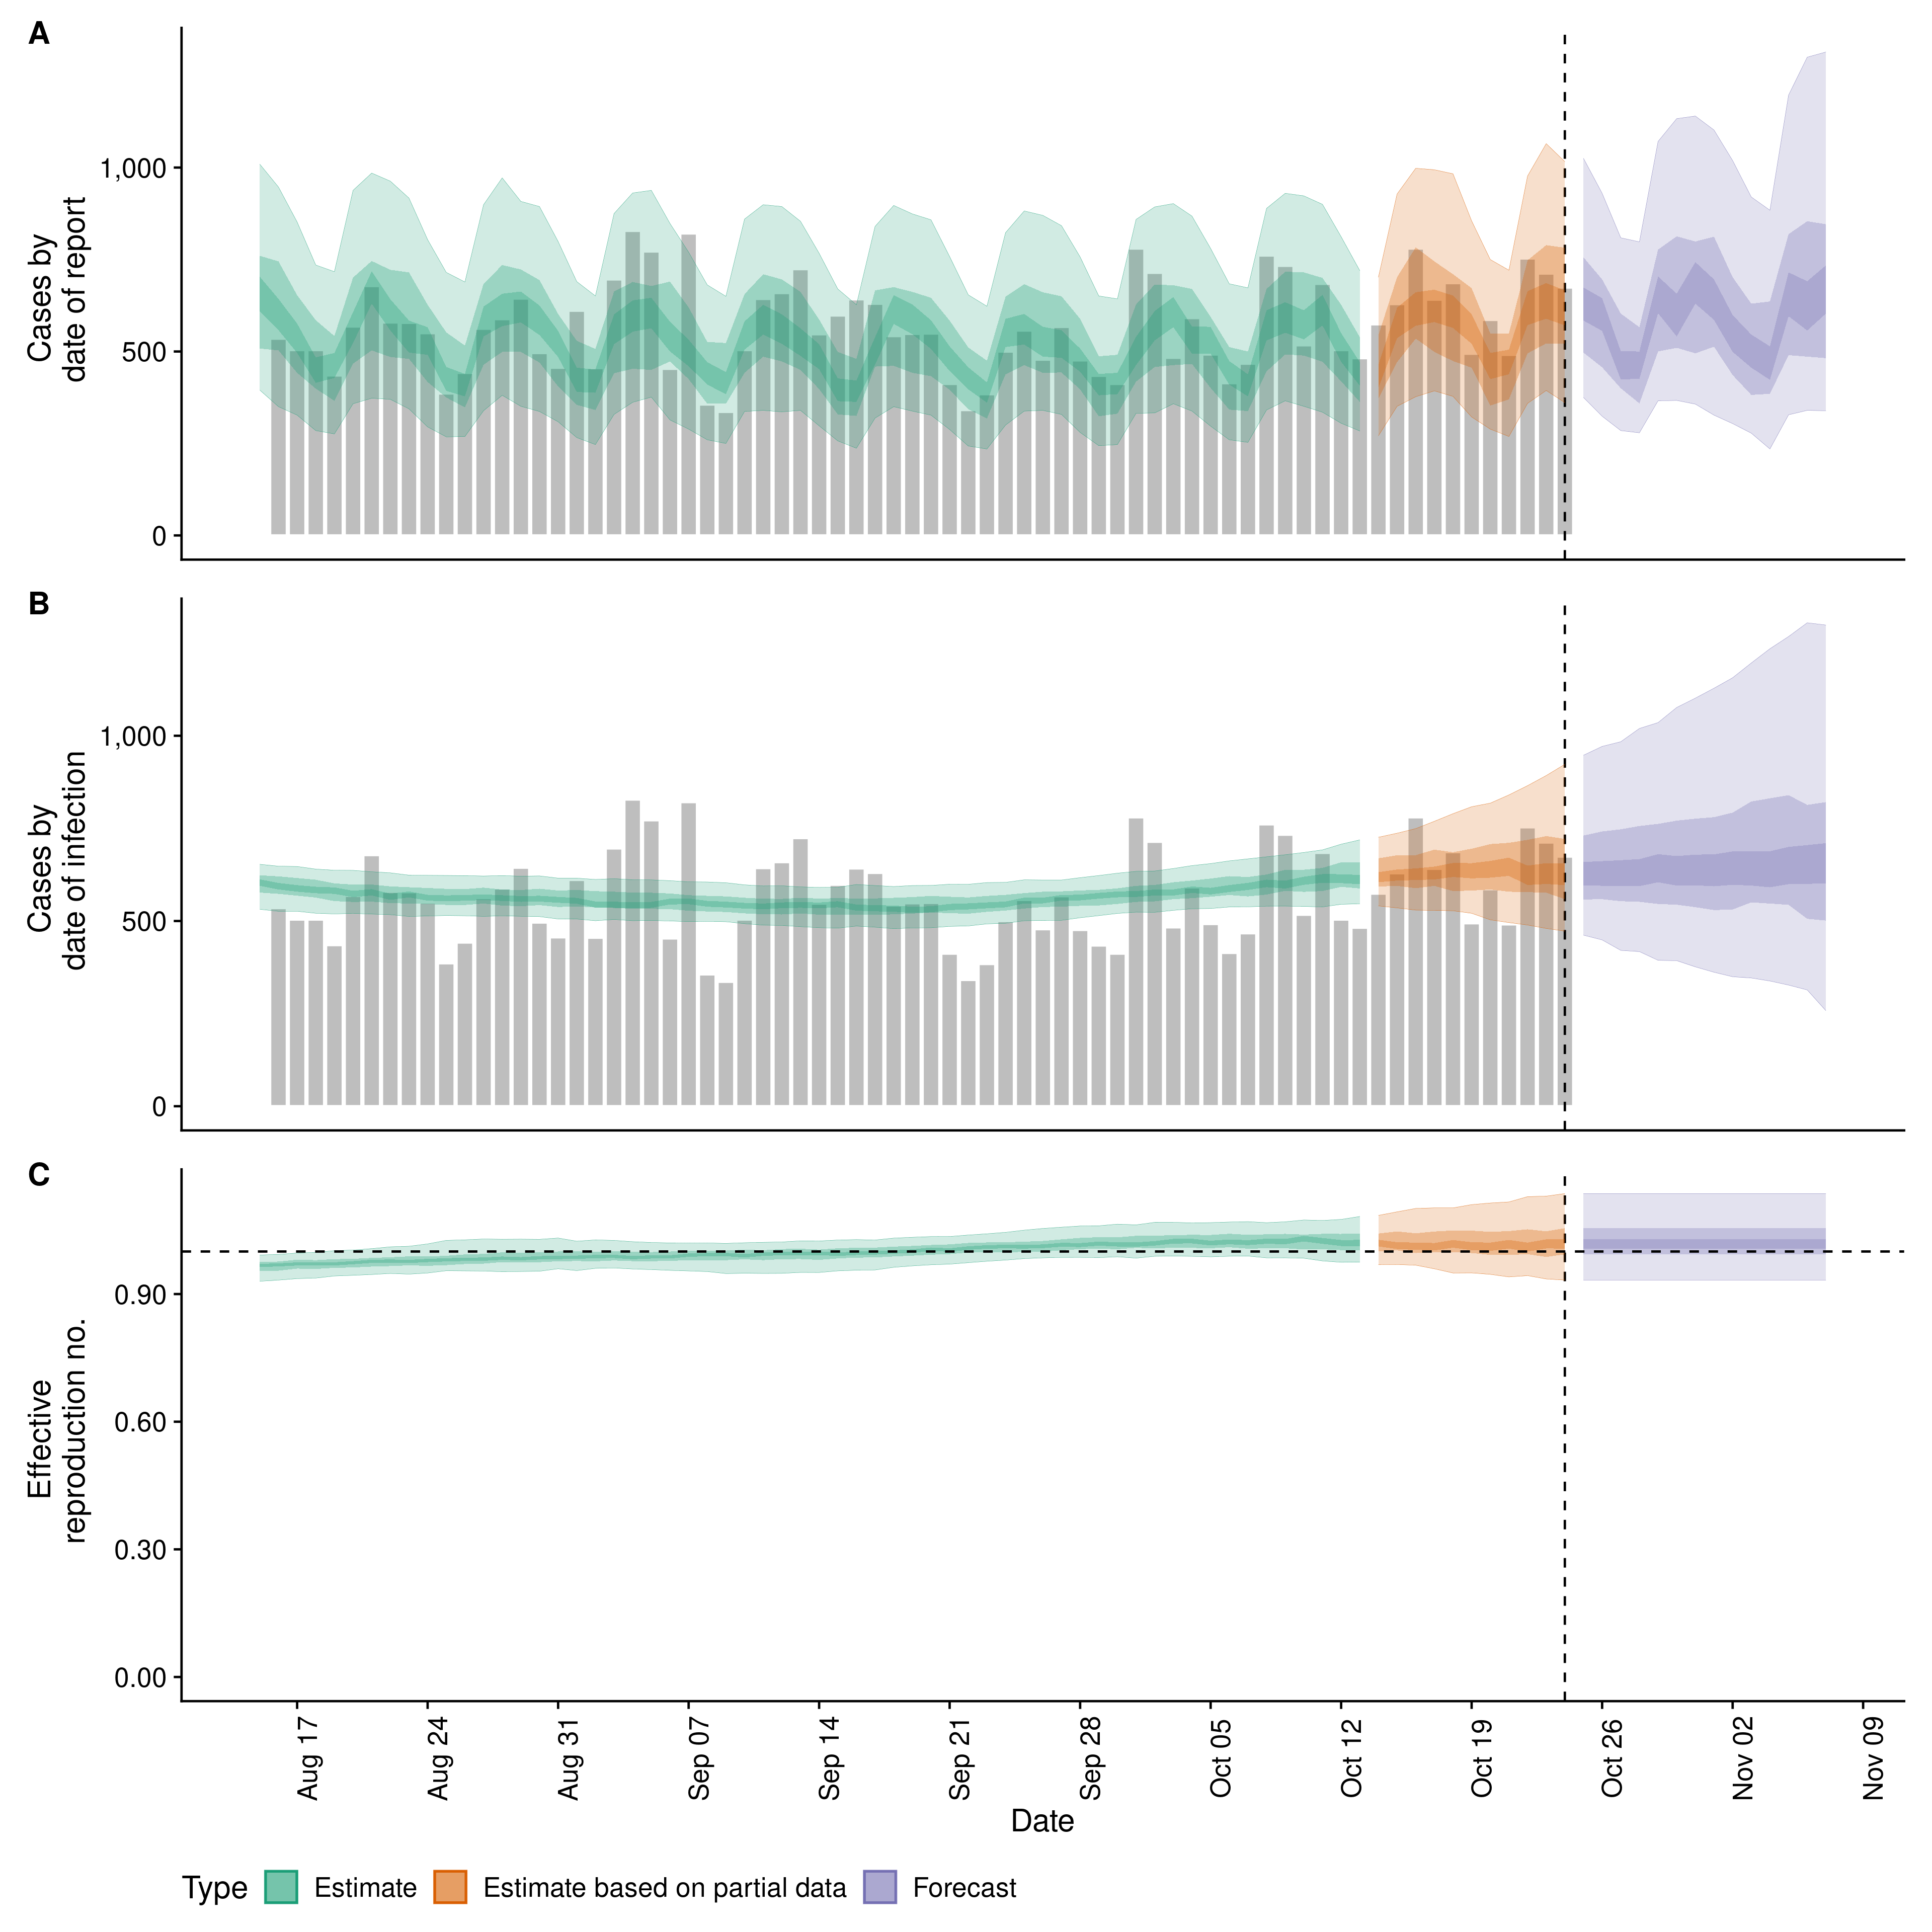 A
Cases by
date of report
1,000
500
0
B
Cases by
date of infection
1,000
500
0
C
Effective
reproduction no.
0.90
0.60
0.30
0.00
Aug 17
Aug 24
Aug 31
Sep 07
Sep 14
Sep 21
Sep 28
Oct 05
Oct 12
Oct 19
Oct 26
Nov 02
Nov 09
Date
Type Estimate Estimate based on partial data Forecast